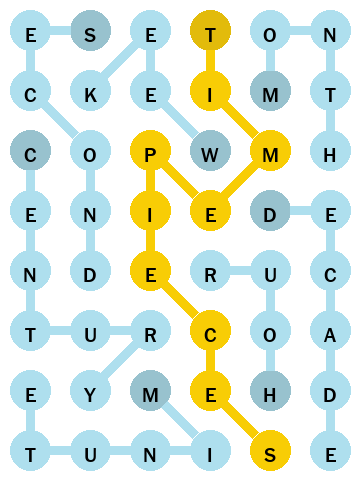 E S E T O N
C K E I M T
C O P W M H
E N I E D E
N D E R U C
T U R C O A
E Y M E H D
T U N I S E